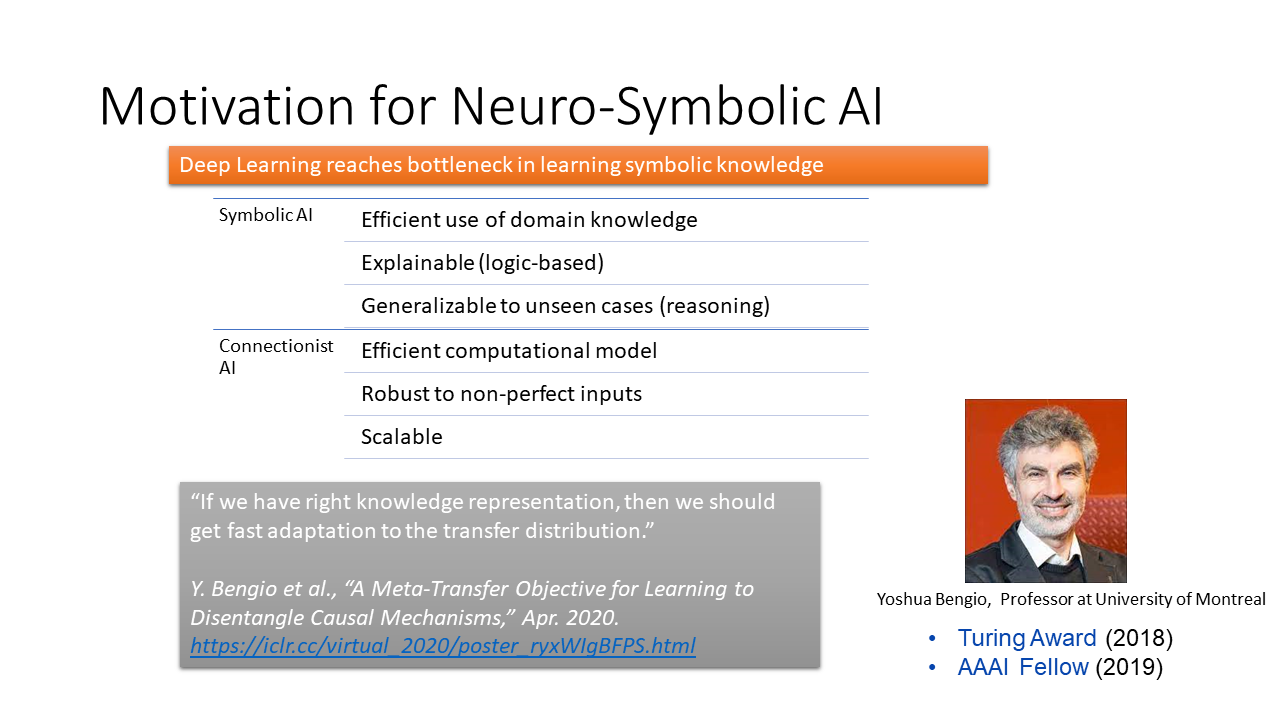 Motivation for Neuro-Symbolic AI
Deep Learning reaches bottleneck in learning symbolic knowledge
Symbolic AI
Efficient use of domain knowledge
Explainable (logic-based)
Generalizable to unseen cases (reasoning)
Connectionist
AI
Efficient computational model
Robust to non-perfect inputs
Scalable
“If we have right knowledge representation, then we should
get fast adaptation to the transfer distribution.”
Y. Bengio et al., “A Meta-Transfer Objective for Learning to
Disentangle Causal Mechanisms,” Apr. 2020.
https://iclr.cc/virtual_2020/poster_ryxWIgBFPS.html
Yoshua Bengio, Professor at University of Montreal
• Turing Award (2018)
• AAAI Fellow (2019)